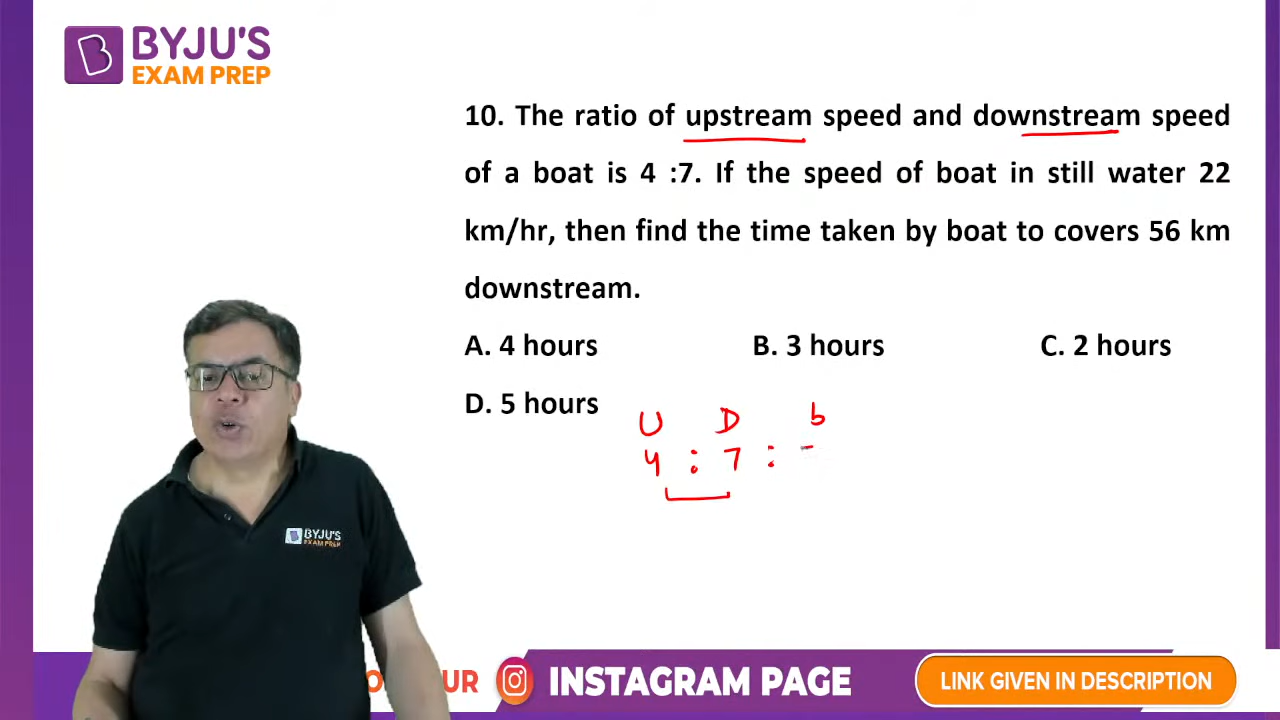 BYJU'S
EXAM PREP
10. The ratio of upstream speed and downstream speed
of a boat is 4 :7. If the speed of boat in still water 22
km/hr, then find the time taken by boat to covers 56 km
downstream.
A. 4 hours B. 3 hours C. 2 hours
D. 5 hours
U D b
4 : 7 :
BYJU'S
EXAM PREP
UR INSTAGRAM PAGE
LINK GIVEN IN DESCRIPTION